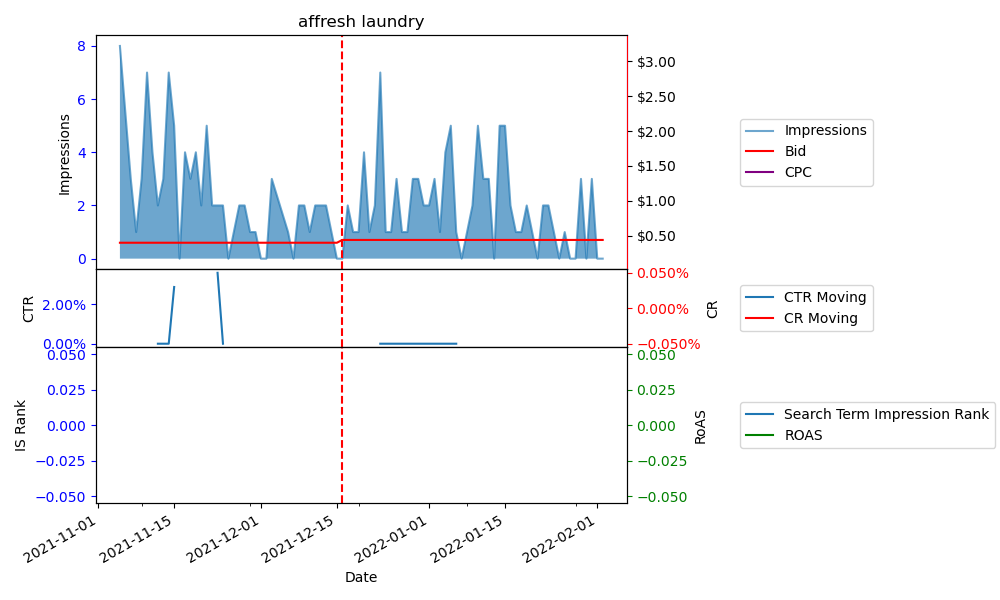 affresh laundry
8
6
4
2
0
Impressions
$3.00
$2.50
$2.00
$1.50
$1.00
$0.50
Impressions
Bid
CPC
2.00%
0.00%
CTR
0.050%
0.000%
−0.050%
CR
CTR Moving
CR Moving
0.050
0.025
0.000
−0.025
−0.050
IS Rank
0.050
0.025
0.000
−0.025
−0.050
RoAS
Search Term Impression Rank
ROAS
2021-11-01
2021-11-15
2021-12-01
2021-12-15
2022-01-01
2022-01-15
2022-02-01
Date